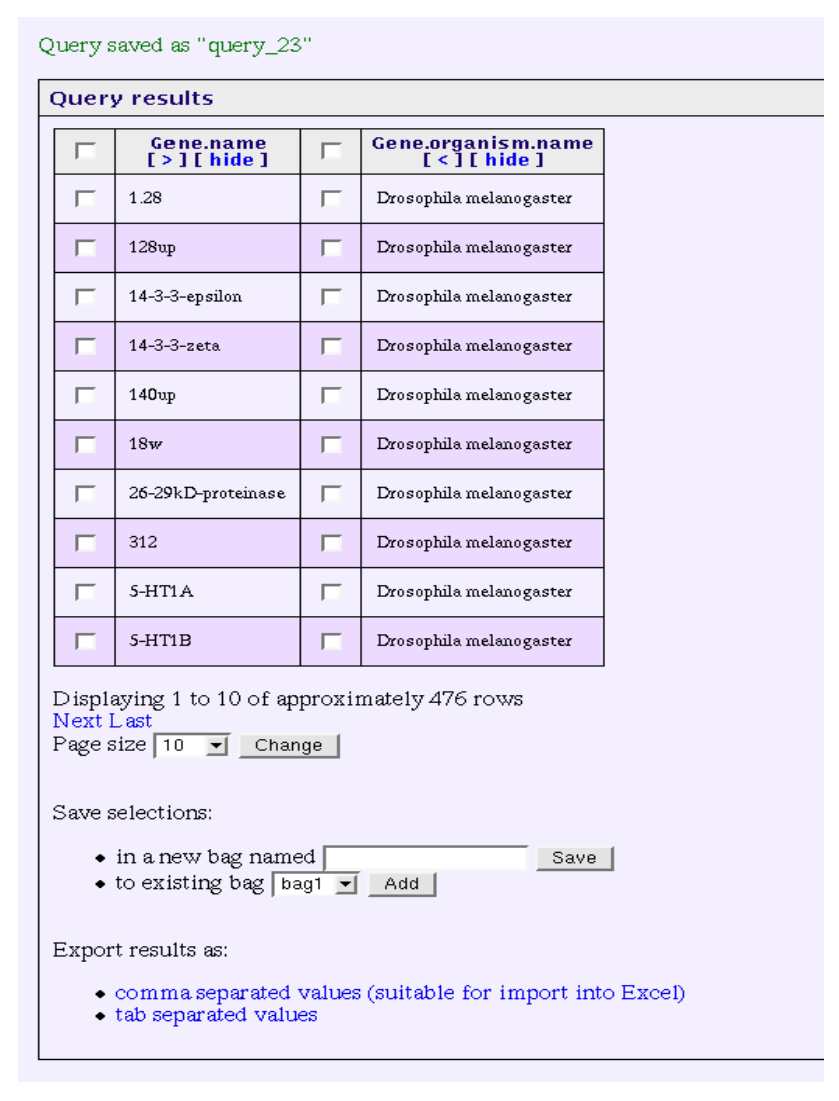 Query saved as "query_23"
Query results
Gene.name Gene.organism.name
[ > ] [ hide ] [ < ] [ hide ]
1.28 Drosophila melanogaster
128up Drosophila melanogaster
14-3-3-epsilon Drosophila melanogaster
14-3-3-zeta Drosophila melanogaster
140up Drosophila melanogaster
18w Drosophila melanogaster
26-29kD-proteinase Drosophila melanogaster
312 Drosophila melanogaster
5-HT1A Drosophila melanogaster
5-HT1B Drosophila melanogaster
Displaying 1 to 10 of approximately 476 rows
Next Last
Page size 10 Change
Save selections:
• in a new bag named Save
• to existing bag bag1 Add
Export results as:
• comma separated values (suitable for import into Excel)
• tab separated values